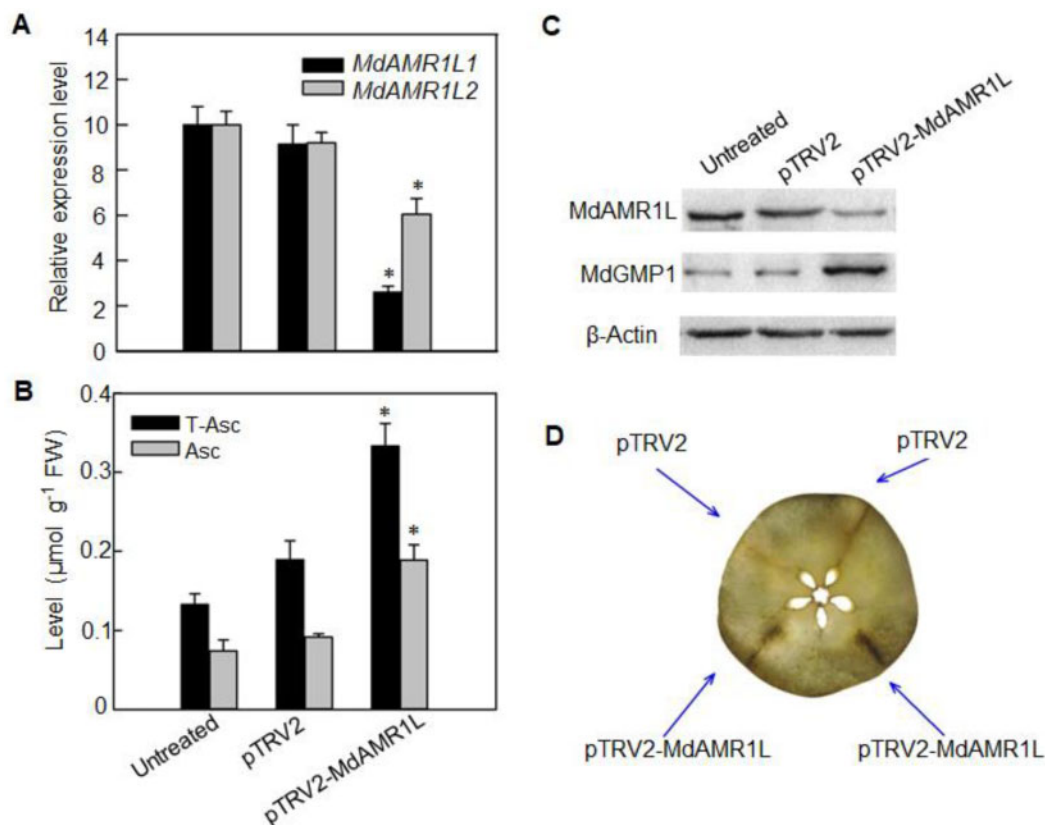 A
14
12
10
8
6
4
2
0
Relative expression level
MdAMR1L1
MdAMR1L2
*
*
B
0.4
0.3
0.2
0.1
0
Level (μmol g⁻¹ FW)
T-Asc
Asc
*
*
Untreated
pTRV2
pTRV2-MdAMR1L
C
Untreated
pTRV2
pTRV2-MdAMR1L
MdAMR1L
MdGMP1
β-Actin
D
pTRV2
pTRV2
pTRV2-MdAMR1L
pTRV2-MdAMR1L